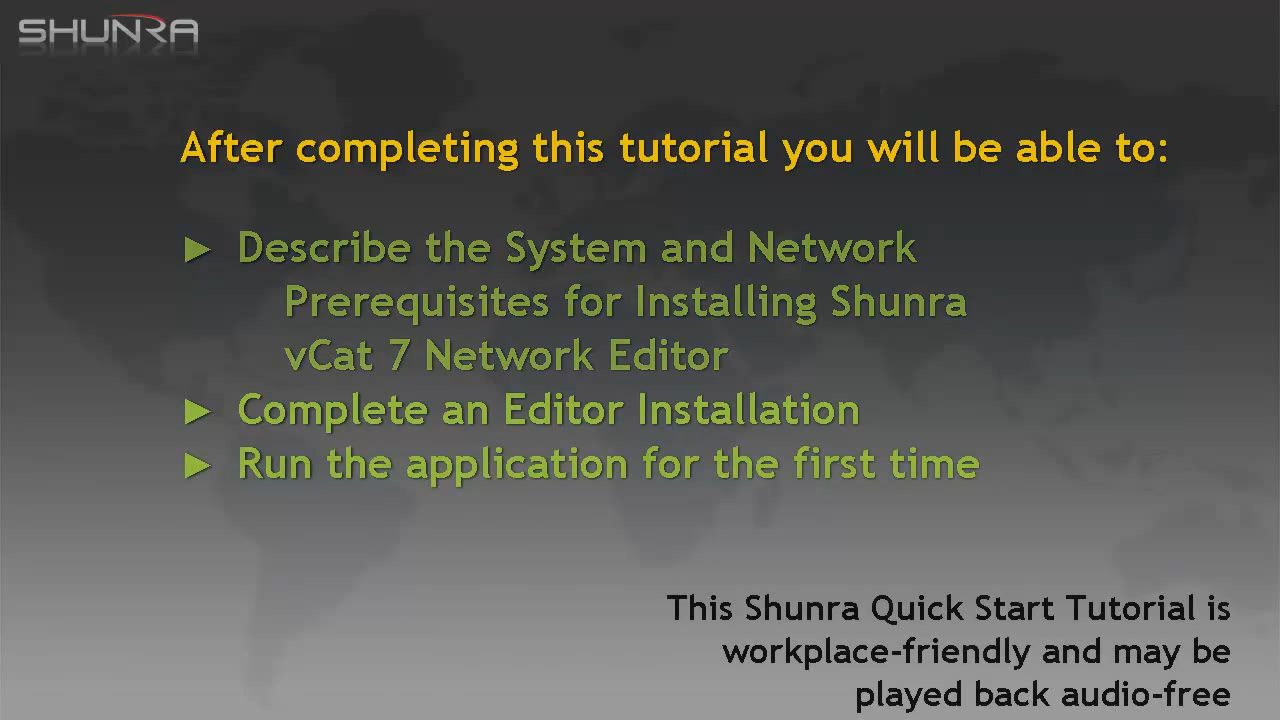 SHUNRA
After completing this tutorial you will be able to:
► Describe the System and Network
Prerequisites for Installing Shunra
vCat 7 Network Editor
► Complete an Editor Installation
► Run the application for the first time
This Shunra Quick Start Tutorial is
workplace-friendly and may be
played back audio-free